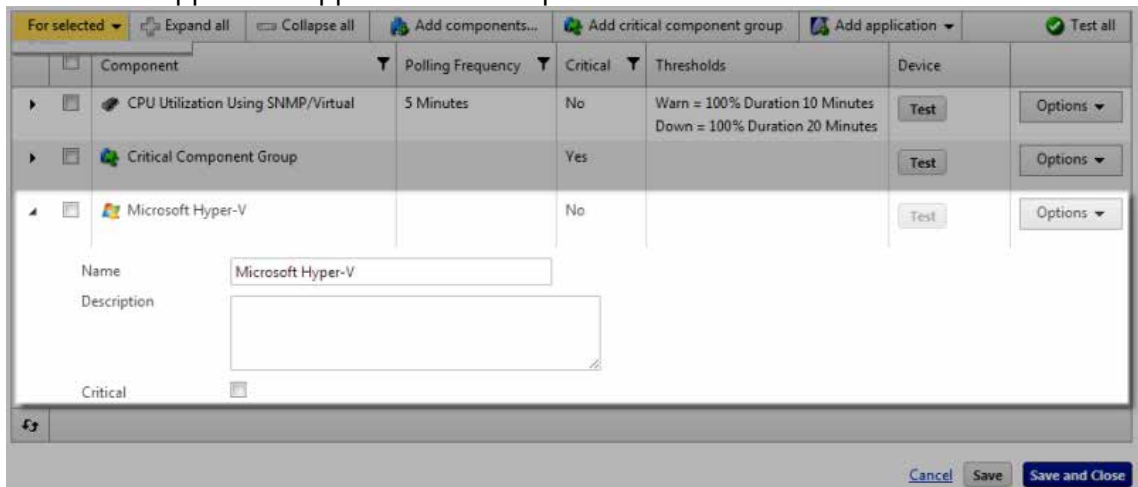 For selected Expand all Collapse all Add components... Add critical component group Add application Test all
Component Polling Frequency Critical Thresholds Device
CPU Utilization Using SNMP/Virtual 5 Minutes No Warn = 100% Duration 10 Minutes Test Options
Down = 100% Duration 20 Minutes
Critical Component Group Yes Test Options
Microsoft Hyper-V No Test Options
Name Microsoft Hyper-V
Description
Critical
Cancel Save Save and Close